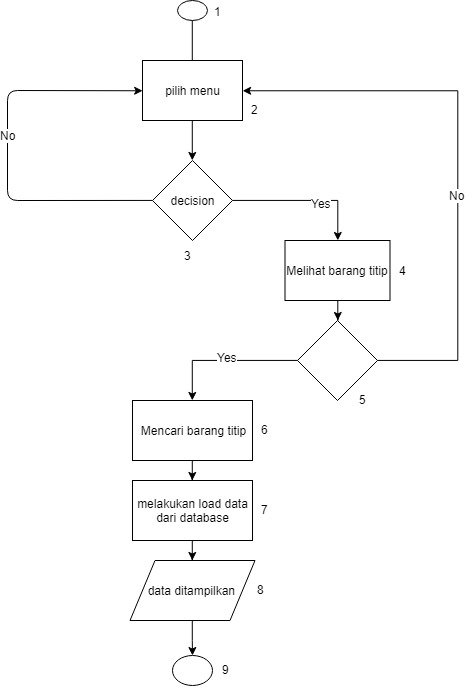 1
pilih menu
2
No
decision
Yes
No
3
Melihat barang titip
4
Yes
5
Mencari barang titip
6
melakukan load data
dari database
7
data ditampilkan
8
9